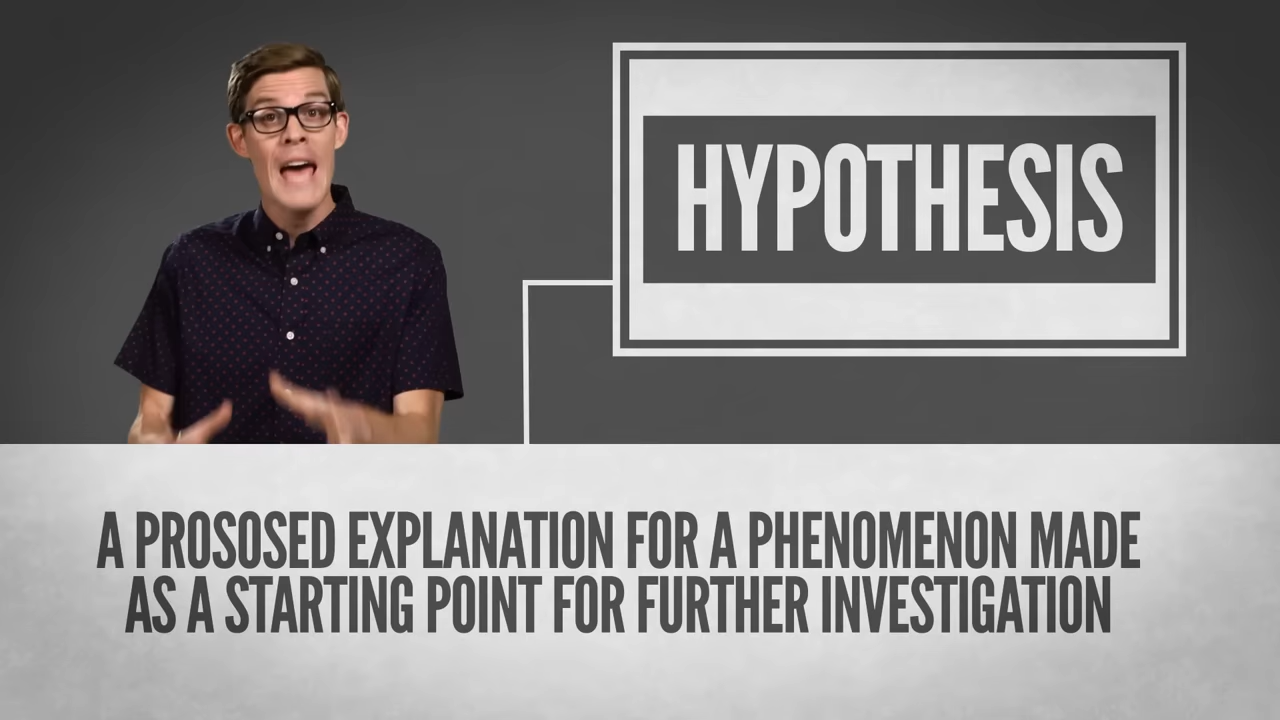 HYPOTHESIS
A PROSOSED EXPLANATION FOR A PHENOMENON MADE
AS A STARTING POINT FOR FURTHER INVESTIGATION